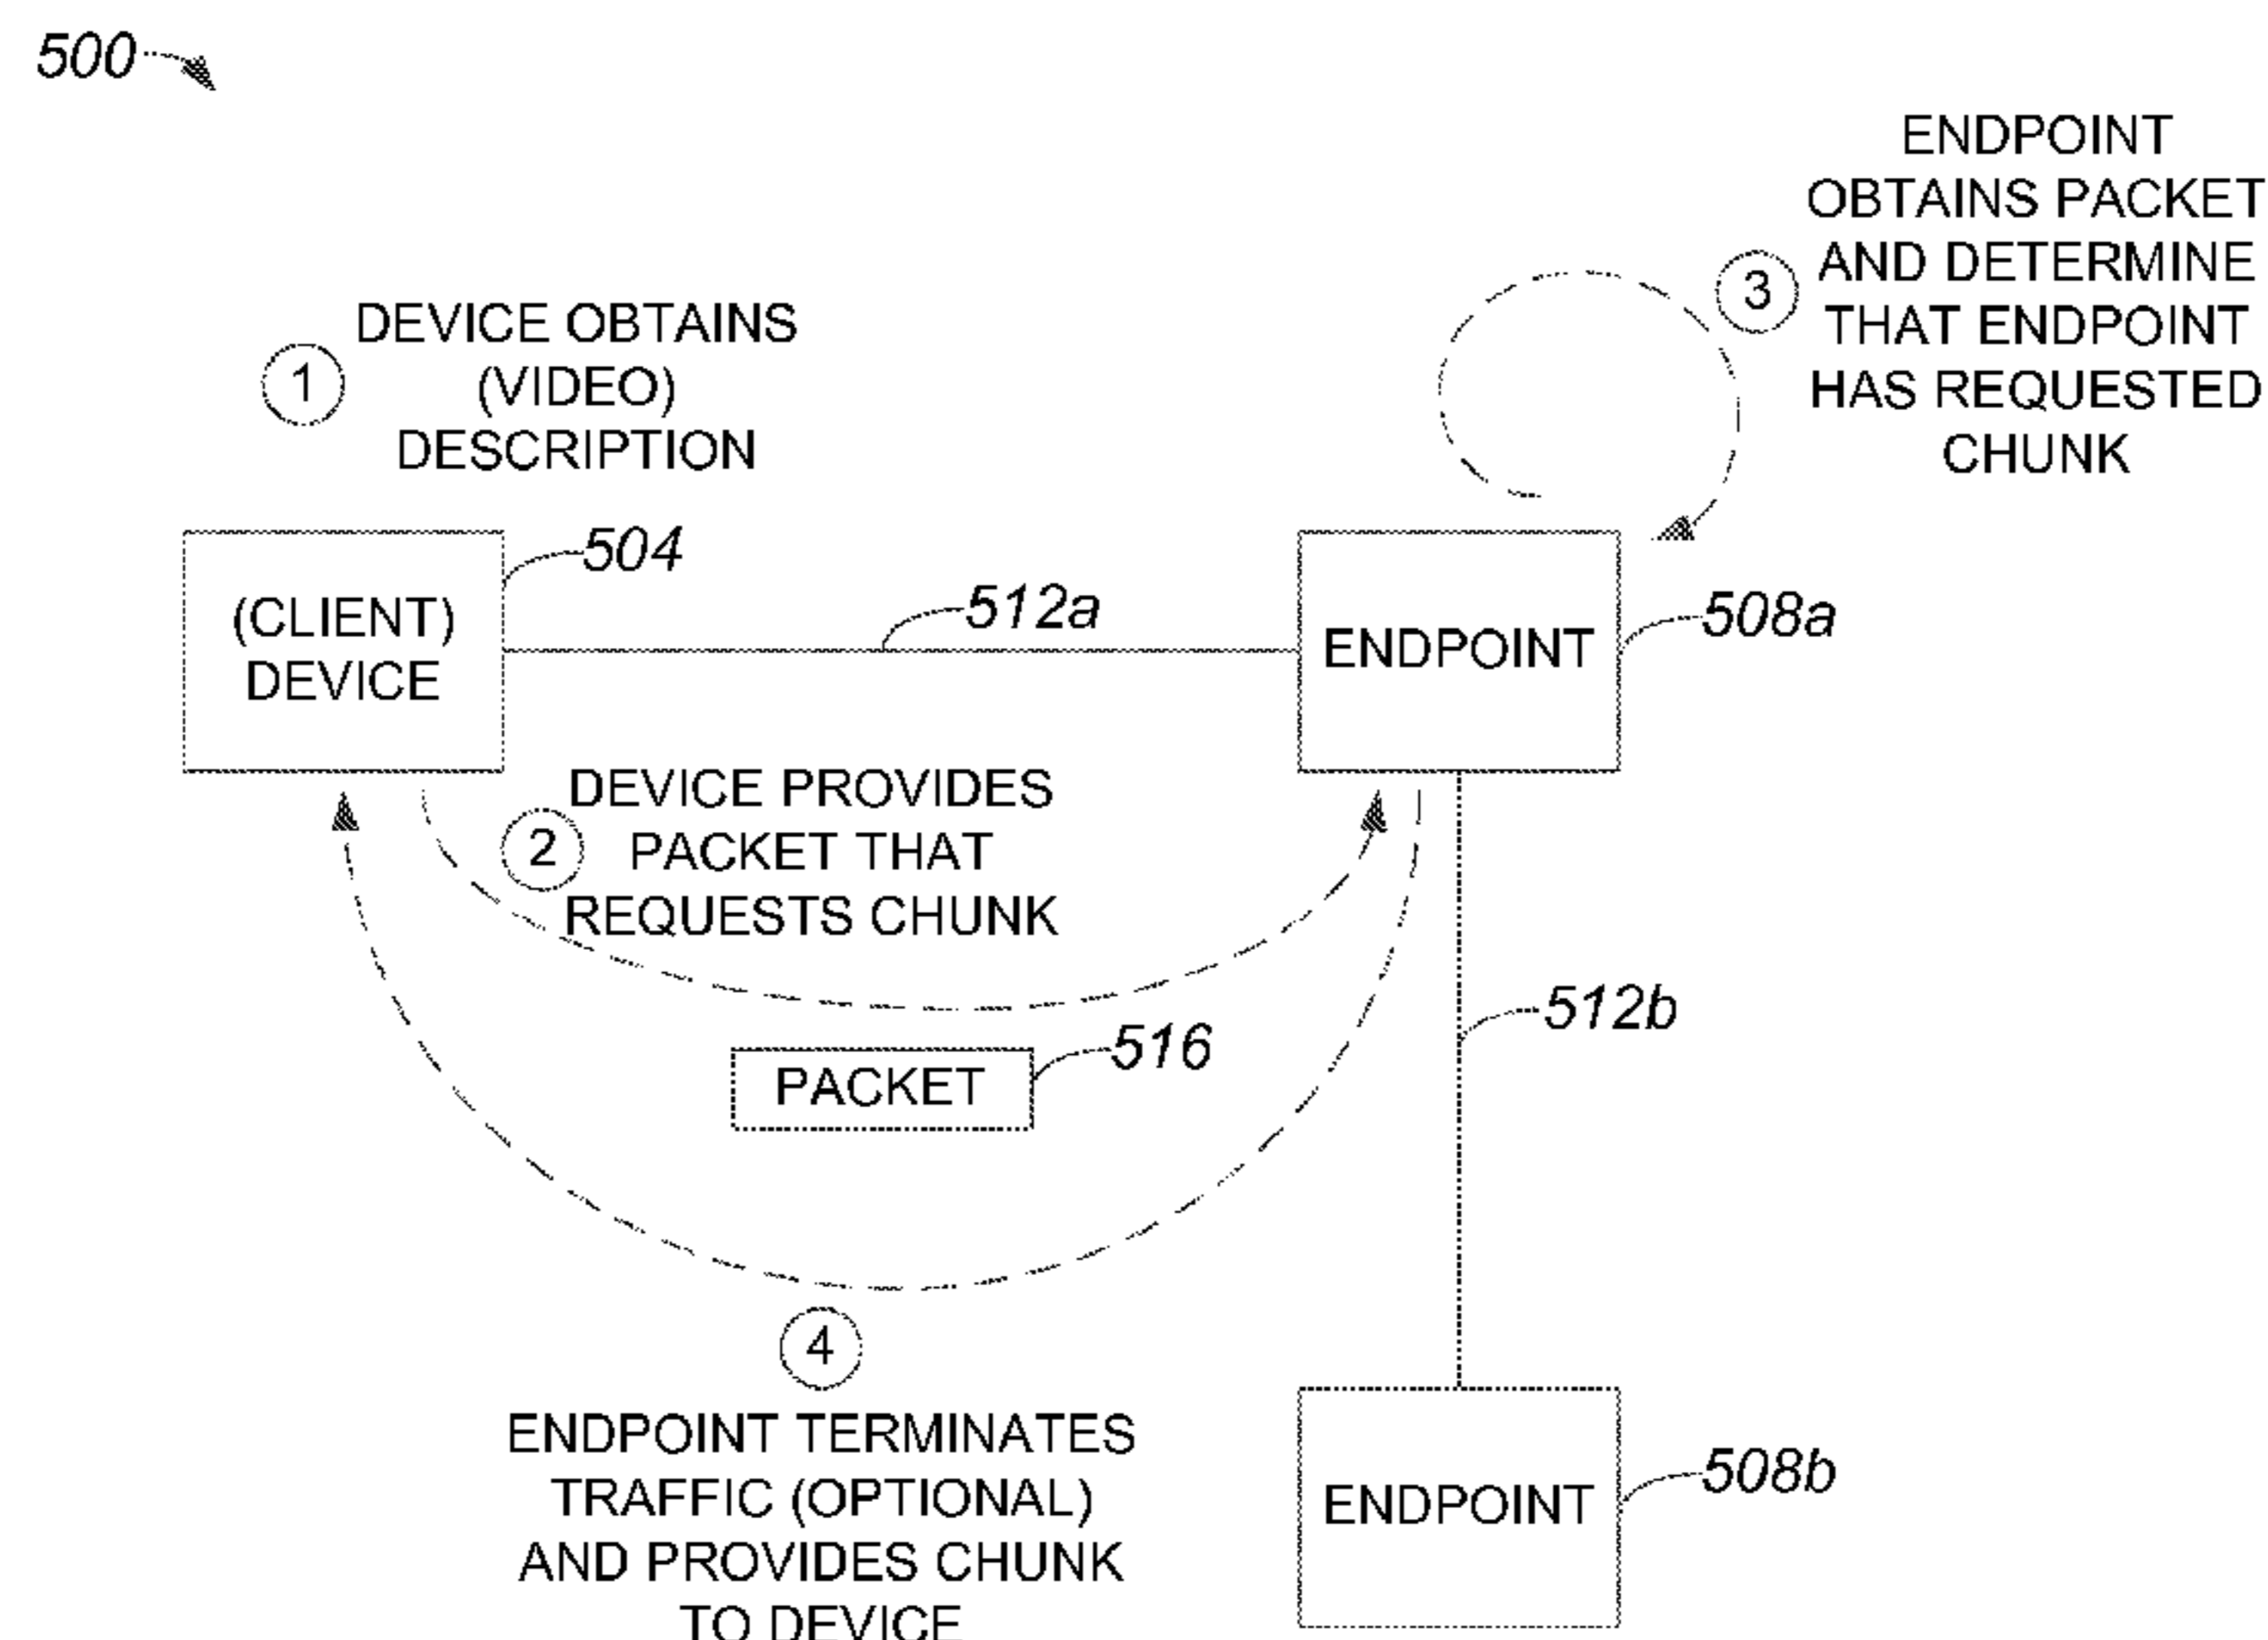 500
ENDPOINT
OBTAINS PACKET
AND DETERMINE
THAT ENDPOINT
HAS REQUESTED
CHUNK
3
DEVICE OBTAINS
(VIDEO)
DESCRIPTION
1
504
(CLIENT)
DEVICE
512a
ENDPOINT
508a
DEVICE PROVIDES
PACKET THAT
REQUESTS CHUNK
2
512b
516
PACKET
4
ENDPOINT TERMINATES
TRAFFIC (OPTIONAL)
AND PROVIDES CHUNK
TO DEVICE
ENDPOINT
508b